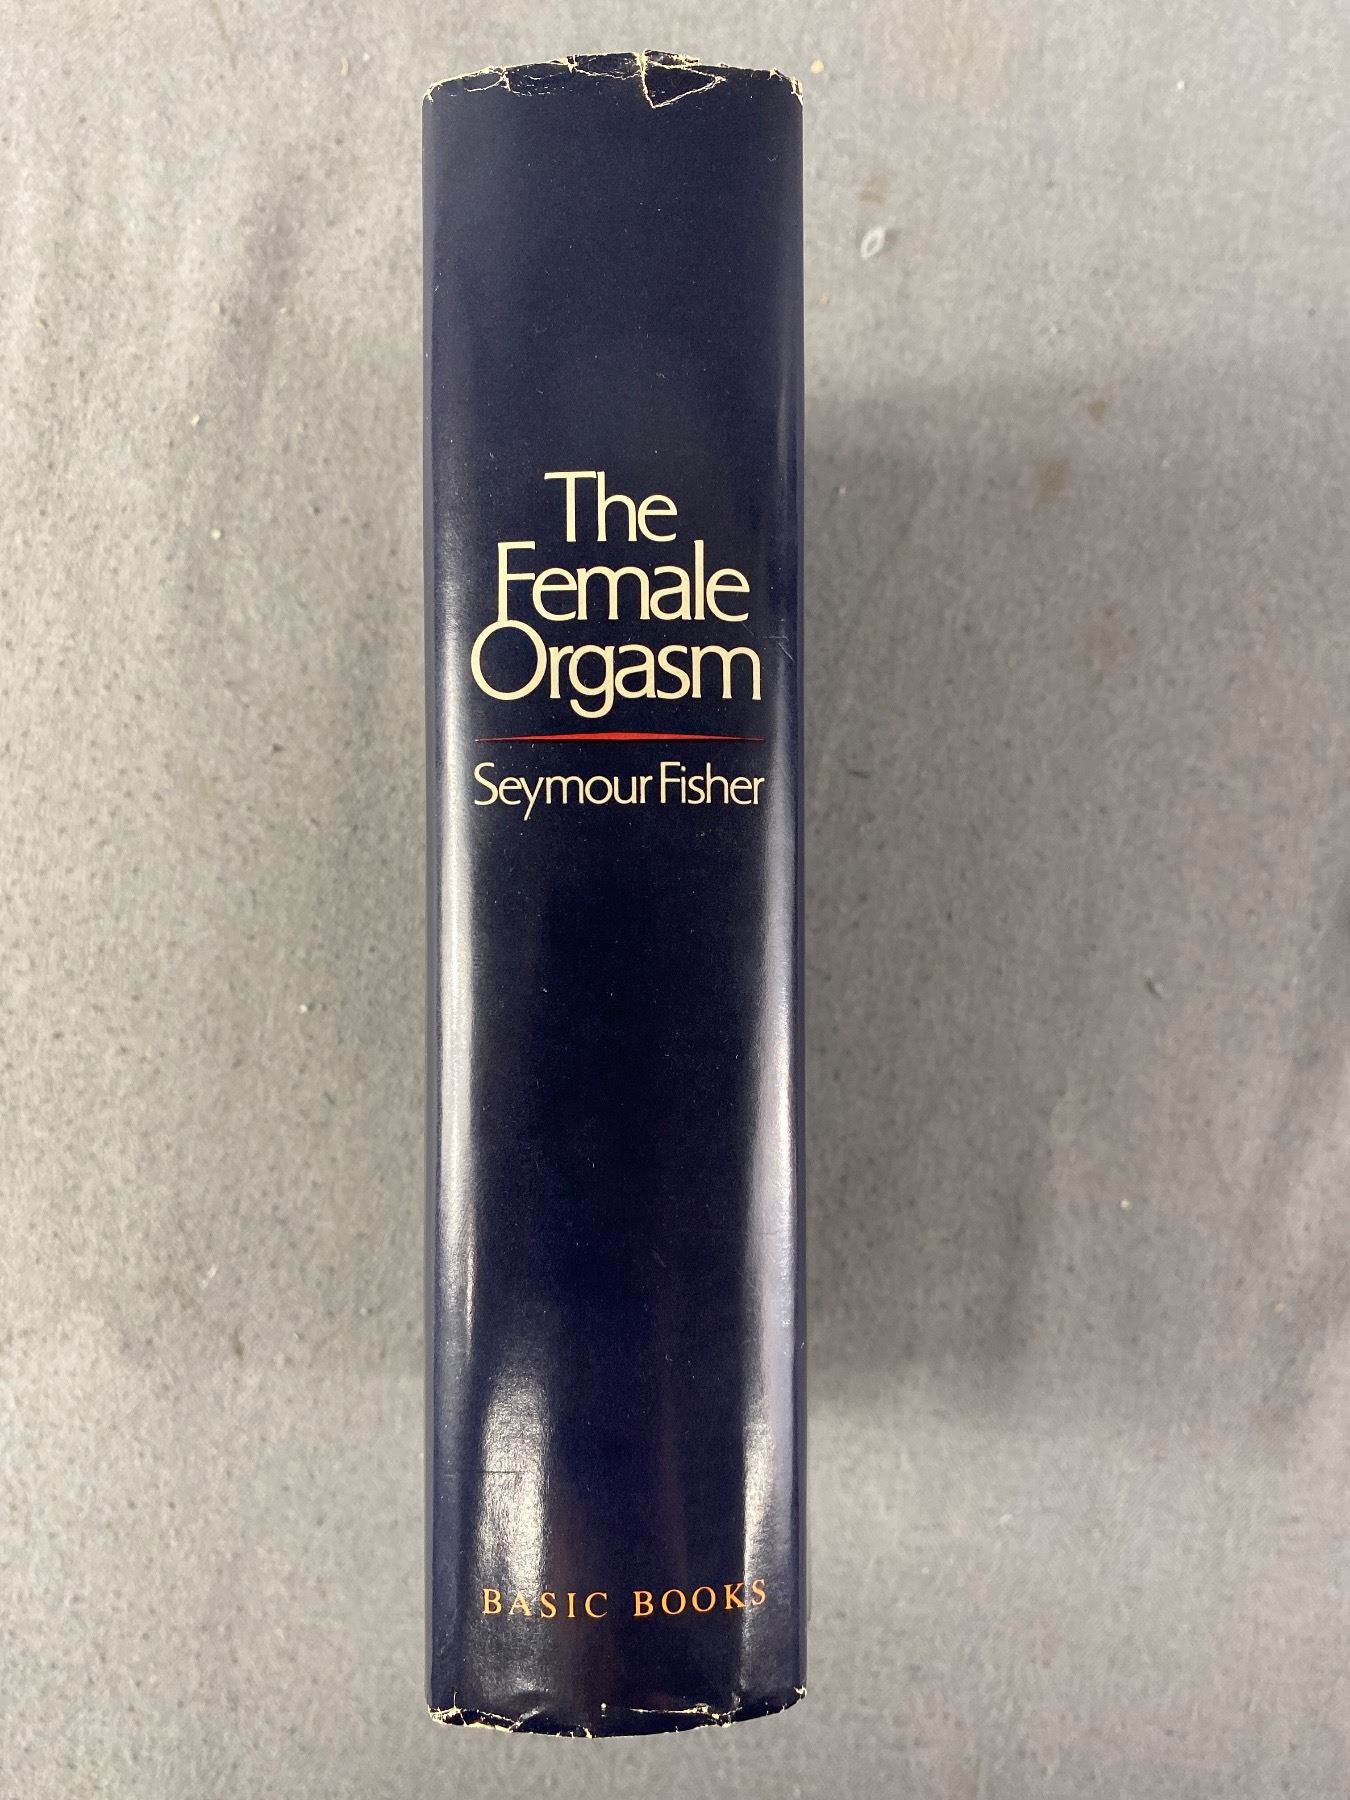 The
Female
Orgasm
Seymour Fisher
BASIC BOOKS